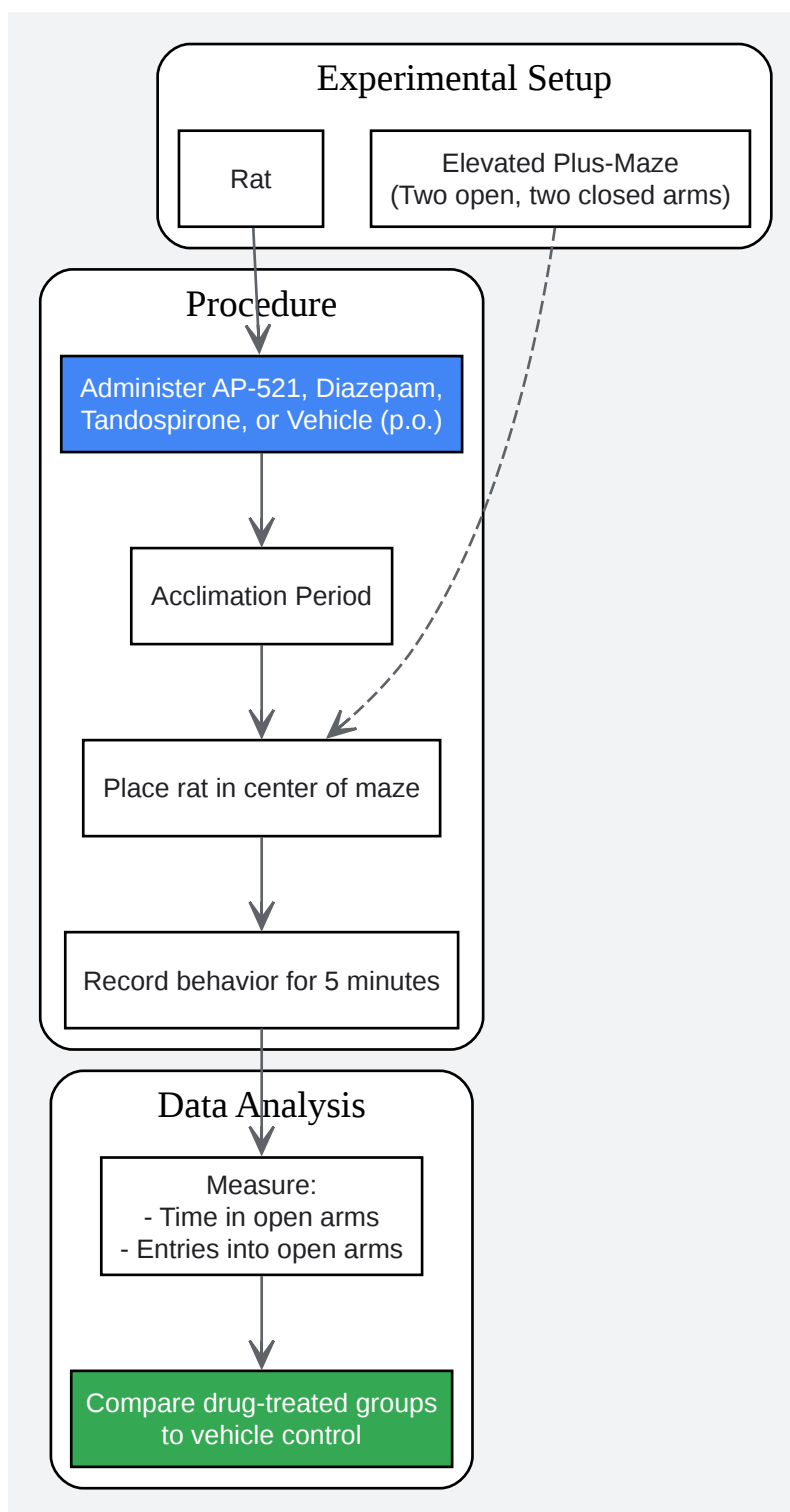 Experimental Setup
Rat
Elevated Plus-Maze
(Two open, two closed arms)
Procedure
Administer AP-521, Diazepam,
Tandospirone, or Vehicle (p.o.)
Acclimation Period
Place rat in center of maze
Record behavior for 5 minutes
Data Analysis
Measure:
- Time in open arms
- Entries into open arms
Compare drug-treated groups
to vehicle control